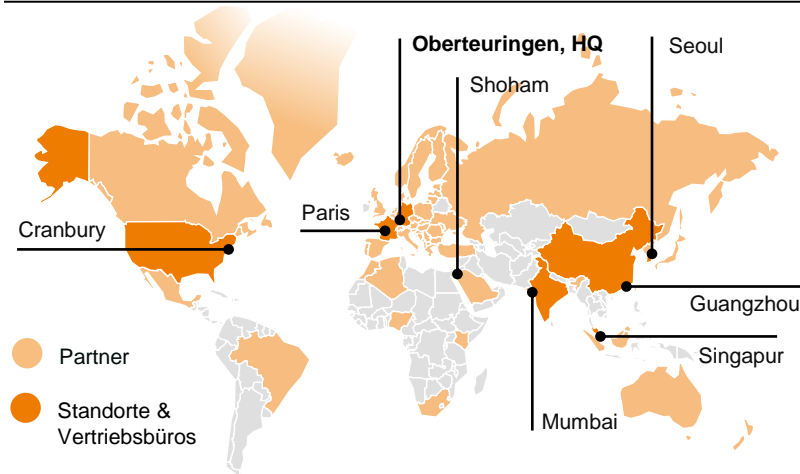 Oberteuringen, HQ
Seoul
Shoham
Paris
Cranbury
Guangzhou
Partner
Singapur
Standorte &
Vertriebsbüros
Mumbai